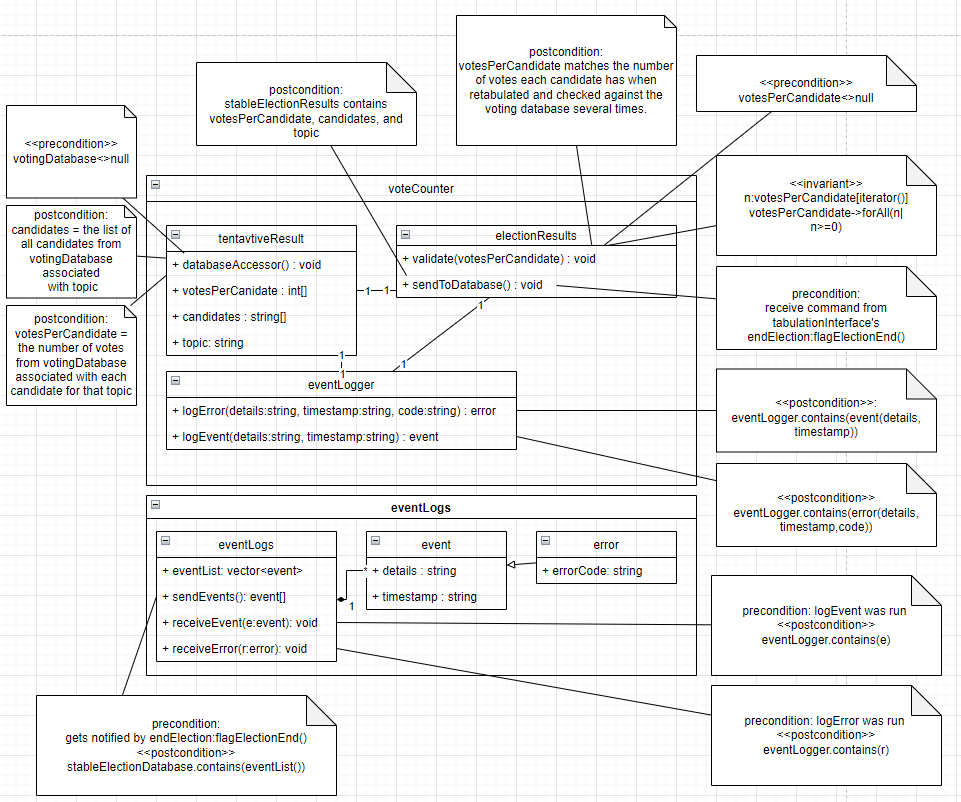 postcondition:
votesPerCandidate matches the number
of votes each candidate has when
retabulated and checked against the
voting database several times.
postcondition:
stableElectionResults contains
votesPerCandidate, candidates, and
topic
<<precondition>>
votesPerCandidate<>null
<<precondition>>
votingDatabase<>null
<<invariant>>
n:votesPerCandidate[iterator()]
votesPerCandidate->forAll(n|
n>=0)
postcondition:
candidates = the list of
all candidates from
votingDatabase
associated
with topic
postcondition:
votesPerCandidate =
the number of votes
from votingDatabase
associated with each
candidate for that topic
voteCounter
tentavtiveResult
+ databaseAccessor() : void
+ votesPerCanidate : int[]
+ candidates : string[]
+ topic: string
1
1
electionResults
+ validate(votesPerCandidate) : void
+ sendToDatabase() : void
1
1
1
1
precondition:
receive command from
tabulationInterface's
endElection:flagElectionEnd()
eventLogger
+ logError(details:string, timestamp:string, code:string) : error
+ logEvent(details:string, timestamp:string) : event
<<postcondition>>:
eventLogger.contains(event(details,
timestamp))
<<postcondition>>
eventLogger.contains(error(details,
timestamp,code))
eventLogs
eventLogs
+ eventList: vector<event>
+ sendEvents(): event[]
+ receiveEvent(e:event): void
+ receiveError(r:error): void
*
1
event
+ details : string
+ timestamp : string
error
+ errorCode: string
precondition: logEvent was run
<<postcondition>>
eventLogger.contains(e)
precondition: logError was run
<<postcondition>>
eventLogger.contains(r)
precondition:
gets notified by endElection:flagElectionEnd()
<<postcondition>>
stableElectionDatabase.contains(eventList())